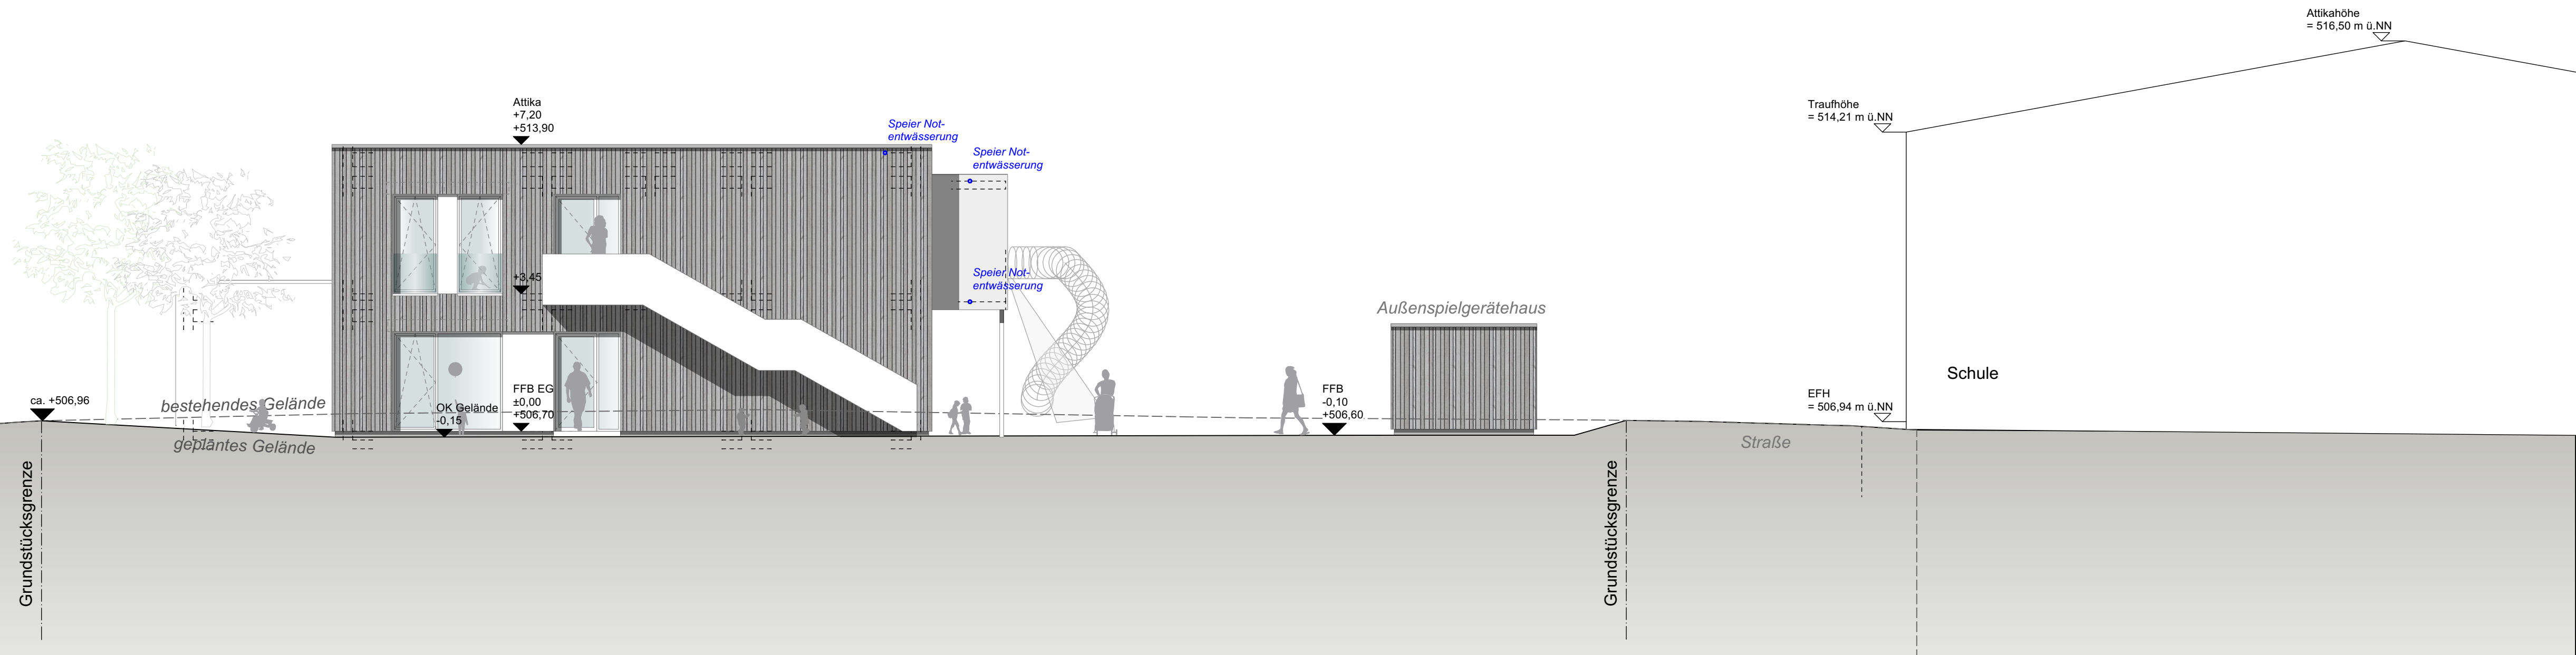 Attikahöhe
= 516,50 m ü.NN
Attika
+7,20
+513,90
Traufhöhe
= 514,21 m ü.NN
Speier Not-
entwässerung
Speier Not-
entwässerung
Speier Not-
entwässerung
+3,45
Außenspielgerätehaus
Schule
ca. +506,96
bestehendes Gelände
OK Gelände
-0,15
FFB EG
±0,00
+506,70
FFB
-0,10
+506,60
EFH
= 506,94 m ü.NN
geplantes Gelände
Straße
Grundstücksgrenze
Grundstücksgrenze